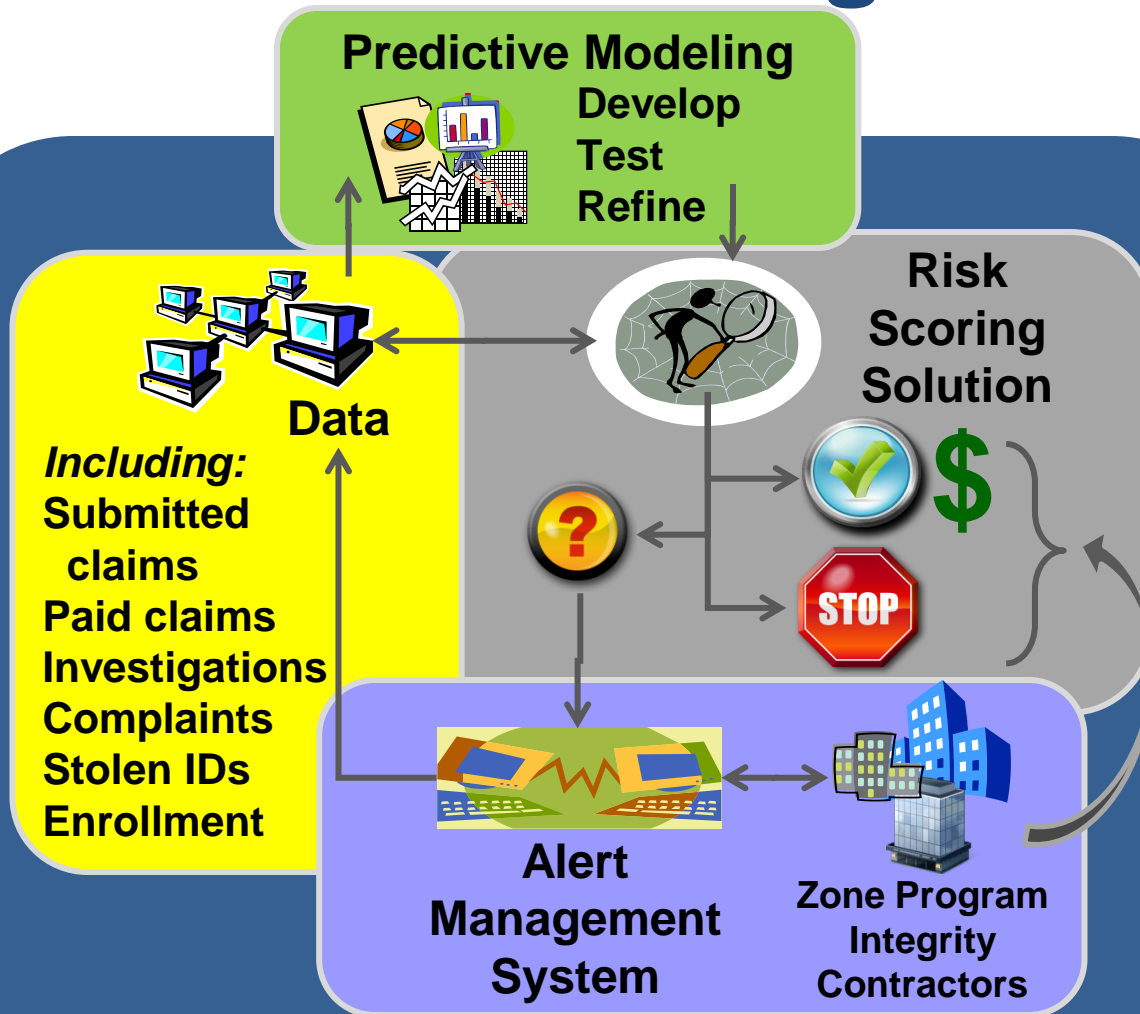 Predictive Modeling
Develop
Test
Refine
Risk
Scoring
Solution
Data
Including:
Submitted
claims
Paid claims
Investigations
Complaints
Stolen IDs
Enrollment
$
?
STOP
Alert
Management
System
Zone Program
Integrity
Contractors